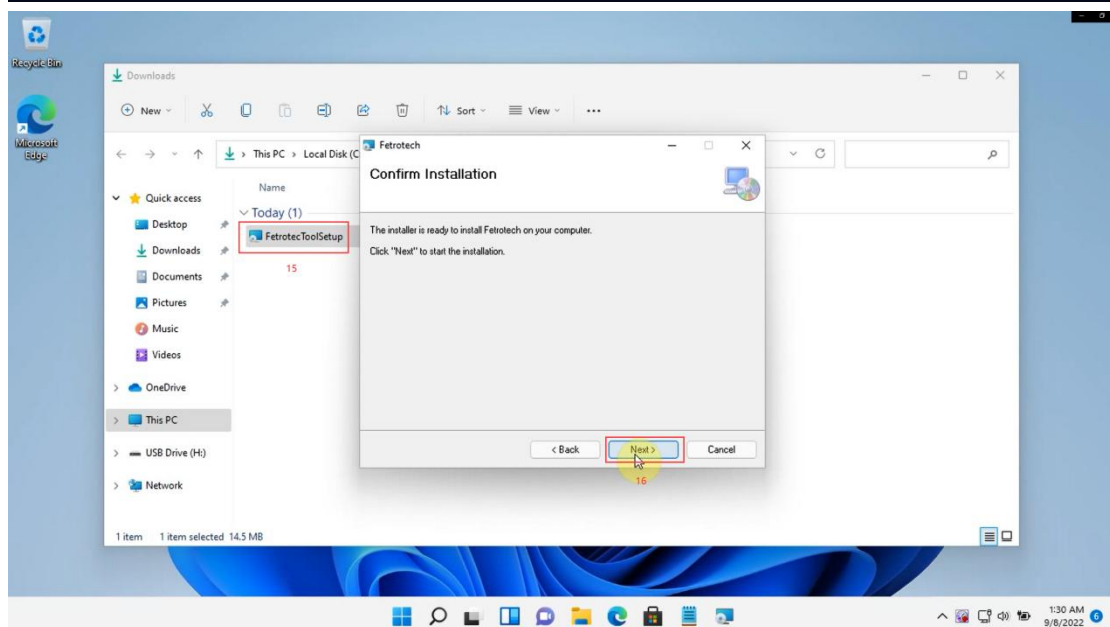 Recycle Bin
Microsoft
Edge
Downloads
New
Sort
View
This PC > Local Disk (C
Name
Today (1)
FetrotecToolSetup
15
Quick access
Desktop
Downloads
Documents
Pictures
Music
Videos
OneDrive
This PC
USB Drive (H:)
Network
Fetrotech
Confirm Installation
The installer is ready to install Fetrotech on your computer.
Click "Next" to start the installation.
< Back
Next >
Cancel
16
1 item 1 item selected 14.5 MB
1:30 AM
9/8/2022
6